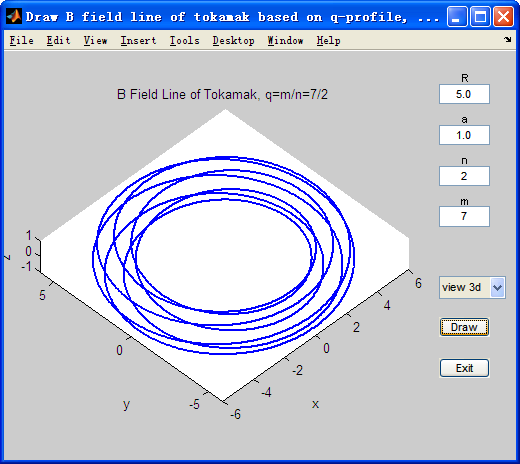 Draw B field line of tokamak based on q-profile, ...
File Edit View Insert Tools Desktop Window Help
B Field Line of Tokamak, q=m/n=7/2
R
5.0
a
1.0
n
2
m
7
view 3d
Draw
Exit
1
0
-1
z
5
0
-5
y
-6
-4
-2
0
2
4
6
x